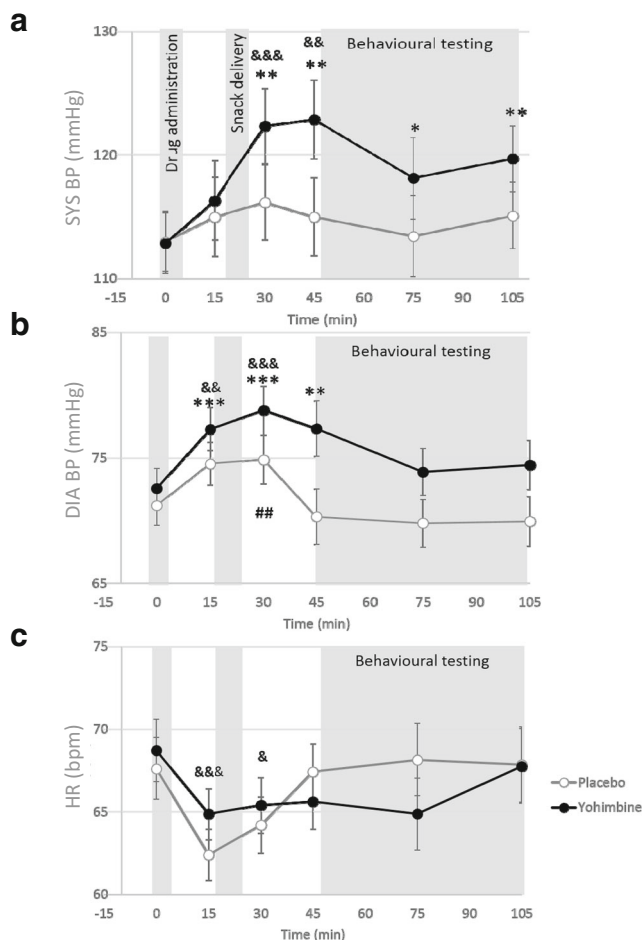 a
130
120
110
SYS BP (mmHg)
Drug administration
Snack delivery
Behavioural testing
&&&
**
&&
**
*
**
-15 0 15 30 45 75 90 105
Time (min)
b
85
75
65
DIA BP (mmHg)
Behavioural testing
&&
***
&&&
***
**
##
-15 0 15 30 45 75 90 105
Time (min)
c
75
70
65
60
HR (bpm)
Behavioural testing
&&&
&
-15 0 15 30 45 75 90 105
Time (min)
Placebo
Yohimbine